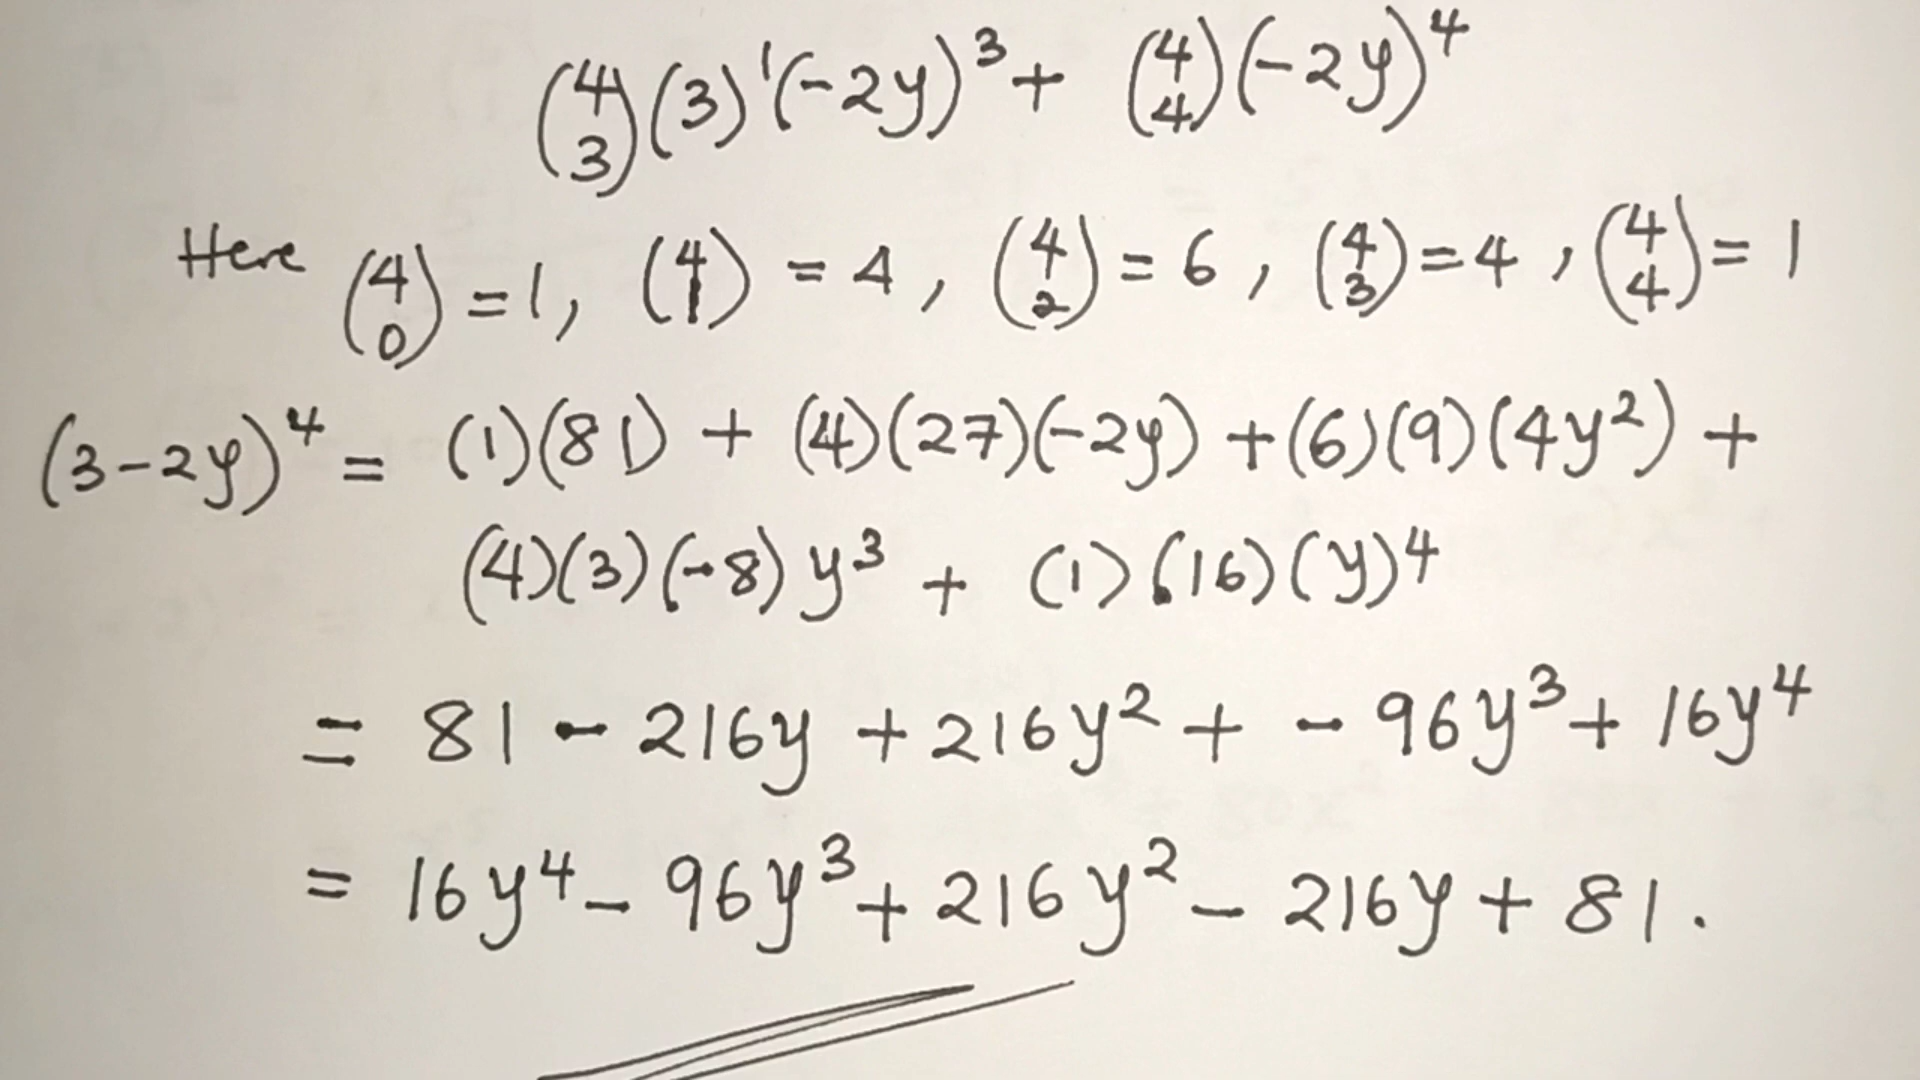 (4 3)(3)¹(-2y)³ + (4 4)(-2y)⁴
Here (4 0) = 1, (4 1) = 4, (4 2) = 6, (4 3) = 4, (4 4) = 1
(3-2y)⁴ = (1)(81) + (4)(27)(-2y) + (6)(9)(4y²) +
(4)(3)(-8)y³ + (1)(16)(y)⁴
= 81 - 216y + 216y² + - 96y³ + 16y⁴
= 16y⁴ - 96y³ + 216y² - 216y + 81.